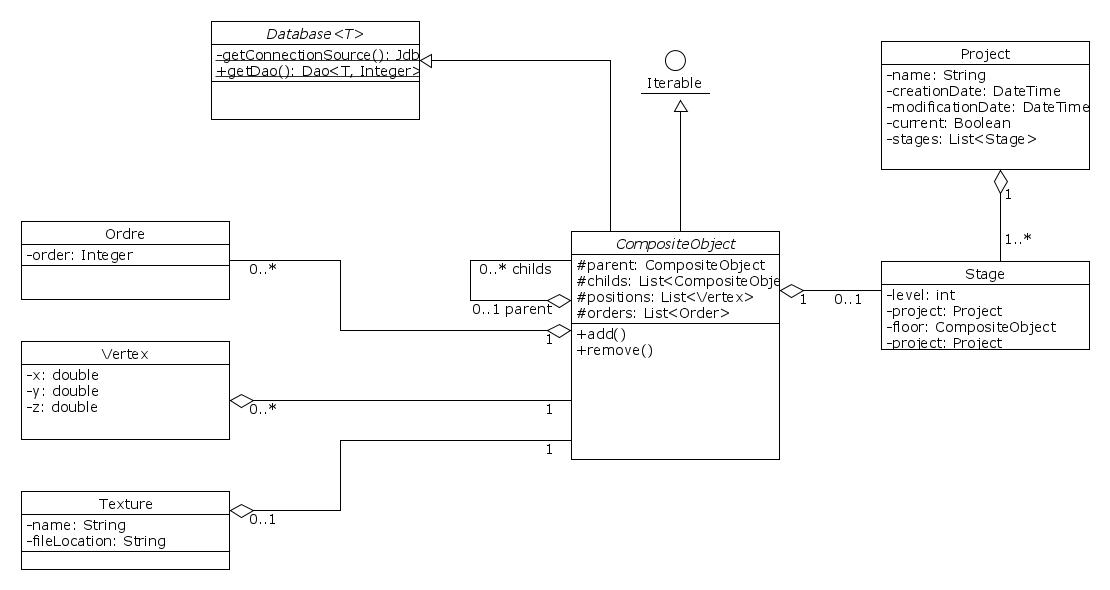 Database<T>
-getConnectionSource(): Jdb
+getDao(): Dao<T, Integer>
Iterable
Project
-name: String
-creationDate: DateTime
-modificationDate: DateTime
-current: Boolean
-stages: List<Stage>
1
1..*
Ordre
-order: Integer
0..*
CompositeObject
#parent: CompositeObject
#childs: List<CompositeObje
#positions: List<Vertex>
#orders: List<Order>
+add()
+remove()
0..* childs
0..1 parent
1
1
0..1
Stage
-level: int
-project: Project
-floor: CompositeObject
-project: Project
Vertex
-x: double
-y: double
-z: double
0..*
1
1
Texture
-name: String
-fileLocation: String
0..1